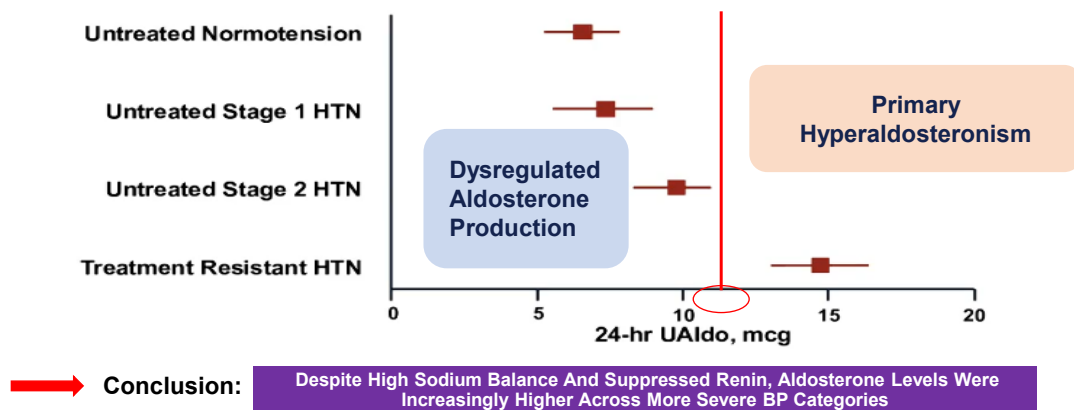 Untreated Normotension
Untreated Stage 1 HTN
Untreated Stage 2 HTN
Treatment Resistant HTN
Dysregulated
Aldosterone
Production
Primary
Hyperaldosteronism
0 5 10 15 20
24-hr UAldo, mcg
Conclusion:
Despite High Sodium Balance And Suppressed Renin, Aldosterone Levels Were
Increasingly Higher Across More Severe BP Categories